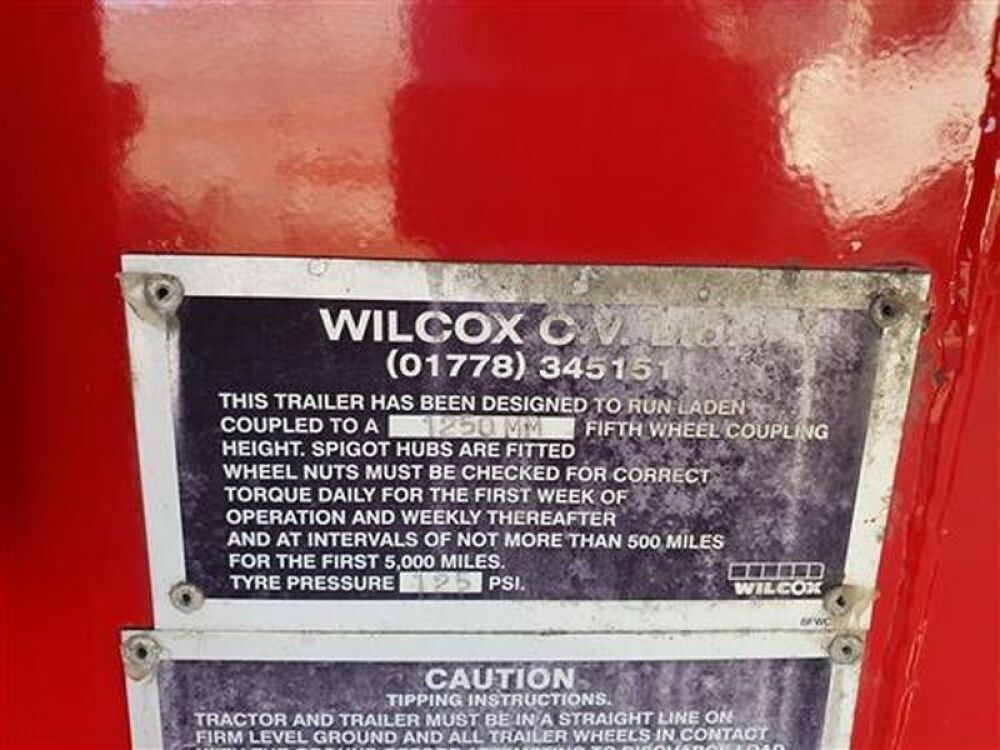 WILCOX C.V. Ltd.
(01778) 345151
THIS TRAILER HAS BEEN DESIGNED TO RUN LADEN
COUPLED TO A 1250 MM FIFTH WHEEL COUPLING
HEIGHT. SPIGOT HUBS ARE FITTED
WHEEL NUTS MUST BE CHECKED FOR CORRECT
TORQUE DAILY FOR THE FIRST WEEK OF
OPERATION AND WEEKLY THEREAFTER
AND AT INTERVALS OF NOT MORE THAN 500 MILES
FOR THE FIRST 5,000 MILES.
TYRE PRESSURE 125 PSI.
WILCOX
CAUTION
TIPPING INSTRUCTIONS.
TRACTOR AND TRAILER MUST BE IN A STRAIGHT LINE ON
FIRM LEVEL GROUND AND ALL TRAILER WHEELS IN CONTACT